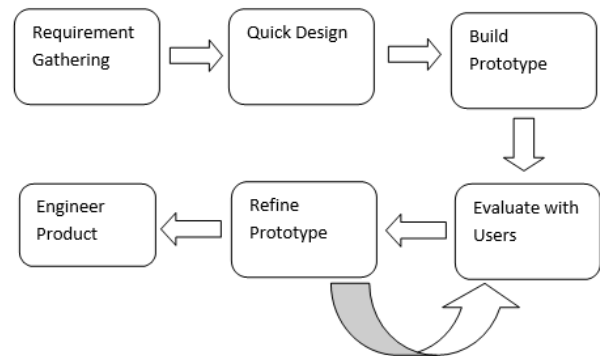 Requirement
Gathering
Quick Design
Build
Prototype
Evaluate with
Users
Refine
Prototype
Engineer
Product